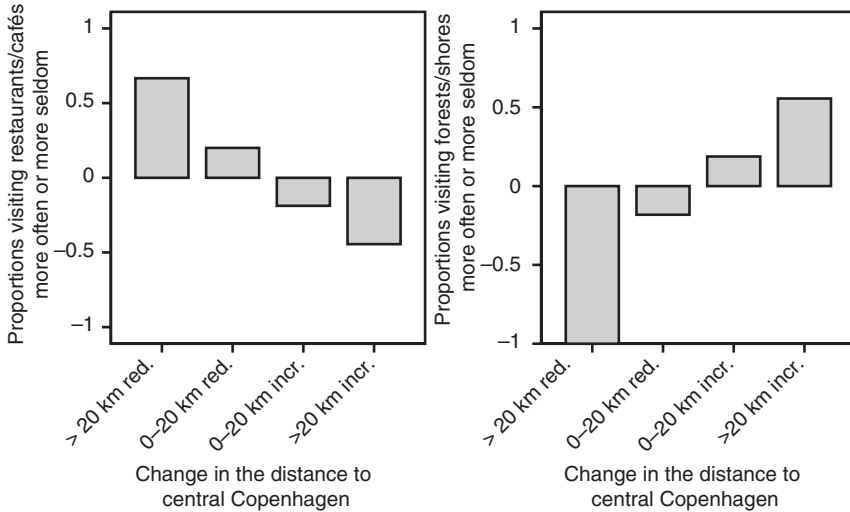 Proportions visiting restaurants/cafés
more often or more seldom
1
0.5
0
–0.5
–1
> 20 km red.
0–20 km red.
0–20 km incr.
>20 km incr.
Change in the distance to
central Copenhagen
Proportions visiting forests/shores
more often or more seldom
1
0.5
0
–0.5
–1
> 20 km red.
0–20 km red.
0–20 km incr.
>20 km incr.
Change in the distance to
central Copenhagen